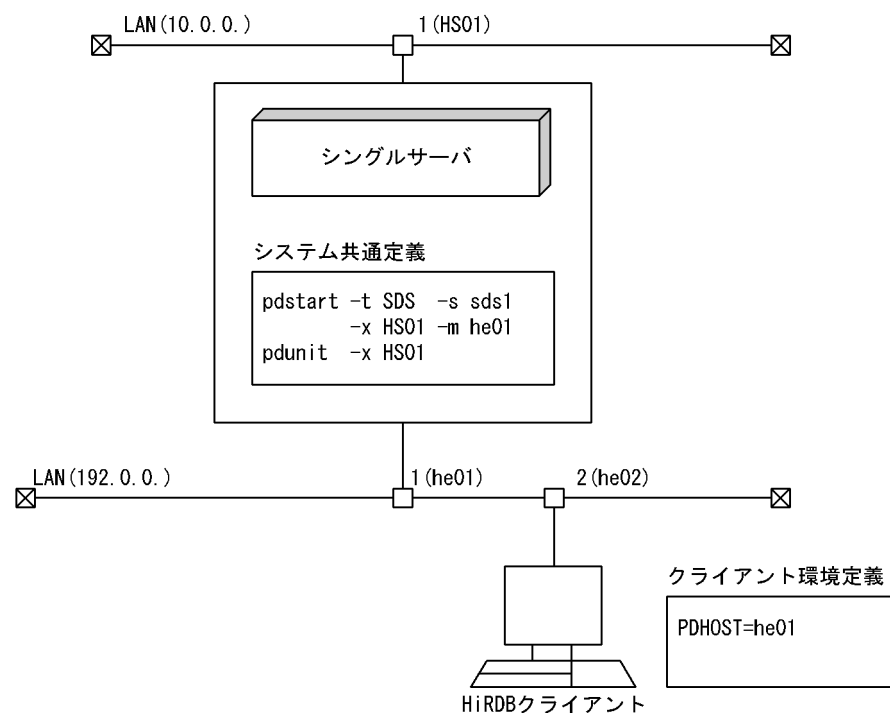 LAN(10.0.0.)
1(HS01)
シングルサーバ
システム共通定義
pdstart -t SDS -s sds1
-x HS01 -m he01
pdunit -x HS01
LAN(192.0.0.)
1(he01)
2(he02)
クライアント環境定義
PDHOST=he01
HiRDBクライアント